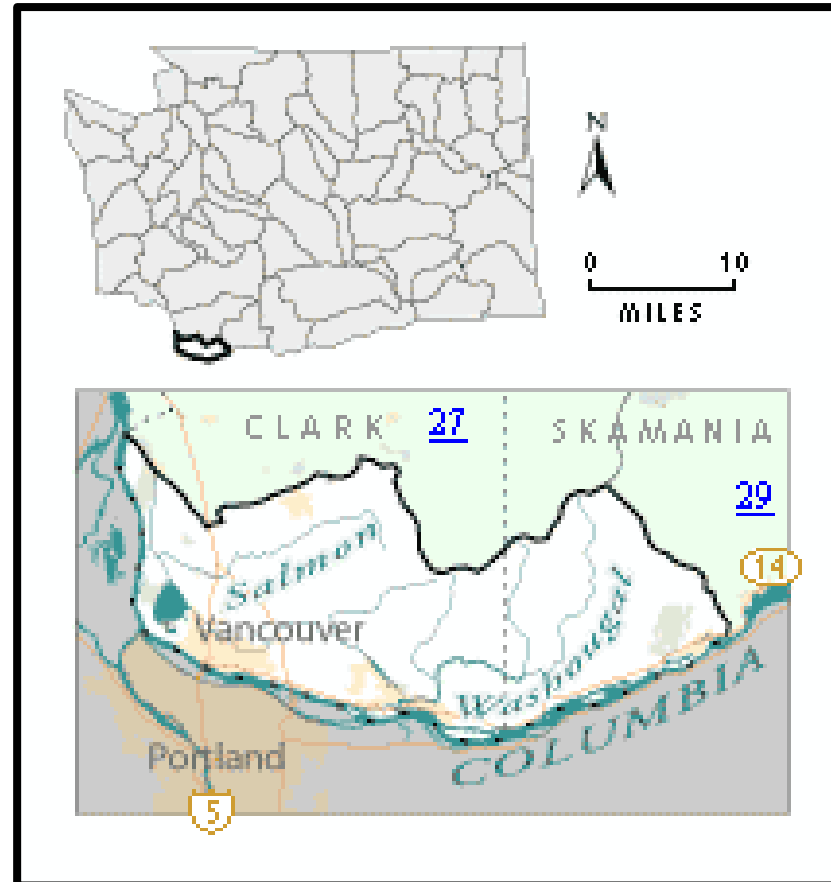 N
0 10
MILES
CLARK 27 SKAMANIA
29
14
Salmon
Vancouver
Washougal
COLUMBIA
Portland
5